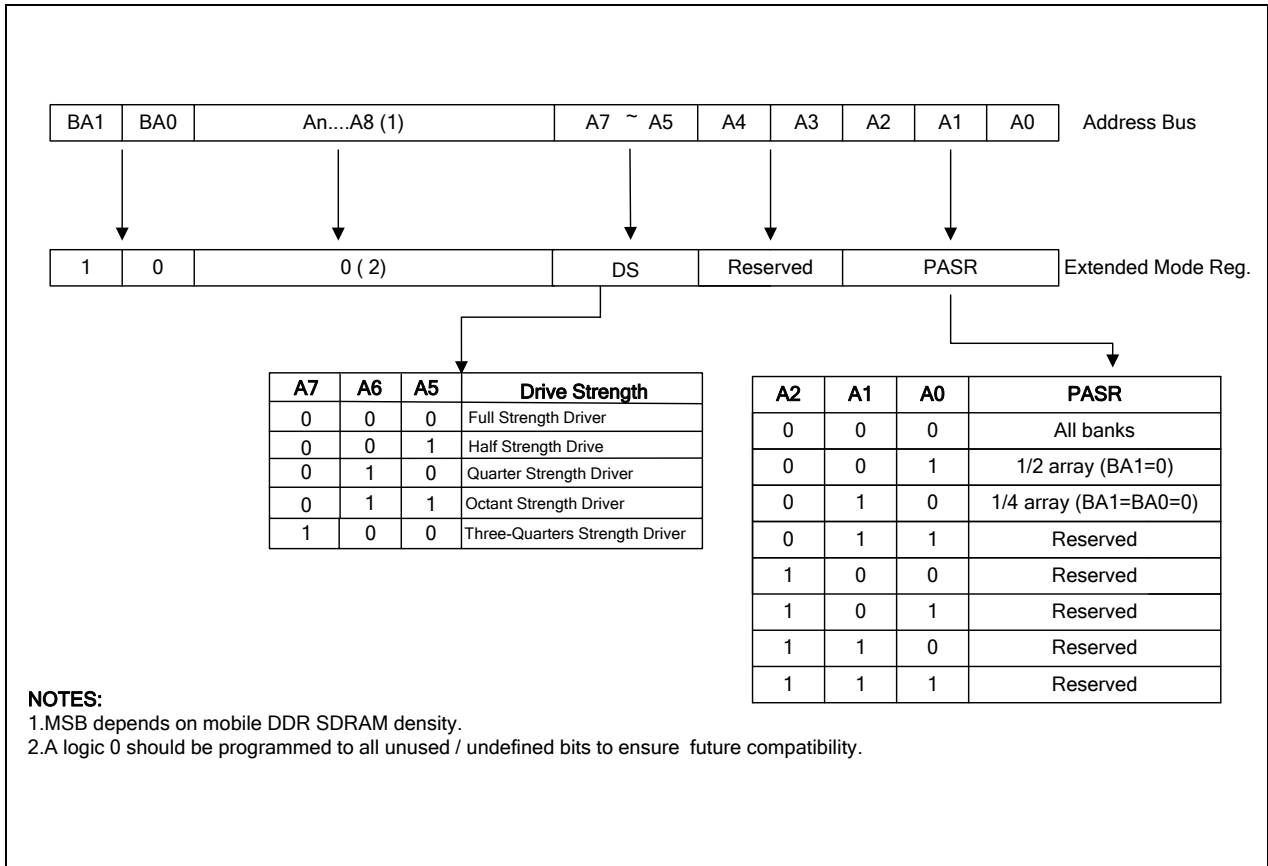 BA1 BA0 An....A8 (1) A7 ~ A5 A4 A3 A2 A1 A0 Address Bus
1 0 0 ( 2) DS Reserved PASR Extended Mode Reg.
A7 A6 A5 Drive Strength
0 0 0 Full Strength Driver
0 0 1 Half Strength Drive
0 1 0 Quarter Strength Driver
0 1 1 Octant Strength Driver
1 0 0 Three-Quarters Strength Driver
A2 A1 A0 PASR
0 0 0 All banks
0 0 1 1/2 array (BA1=0)
0 1 0 1/4 array (BA1=BA0=0)
0 1 1 Reserved
1 0 0 Reserved
1 0 1 Reserved
1 1 0 Reserved
1 1 1 Reserved
NOTES:
1.MSB depends on mobile DDR SDRAM density.
2.A logic 0 should be programmed to all unused / undefined bits to ensure future compatibility.